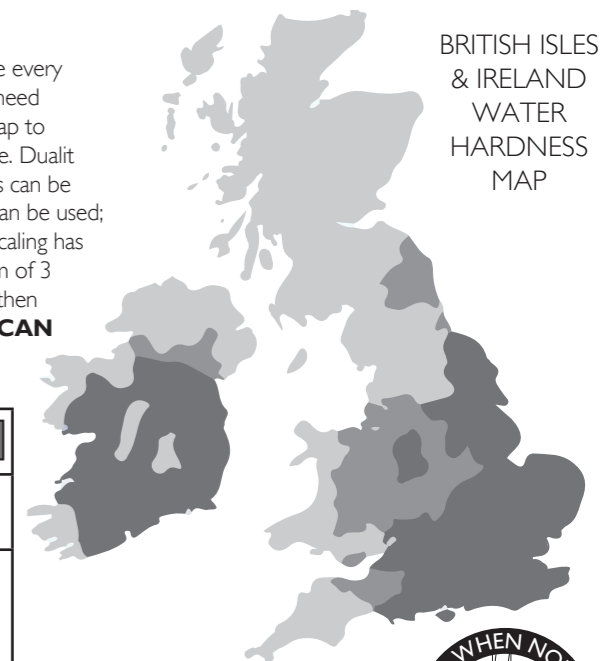 e every
need
ap to
e. Dualit
s can be
an be used;
caling has
m of 3
then
CAN
BRITISH ISLES
& IRELAND
WATER
HARDNESS
MAP
WHEN NO